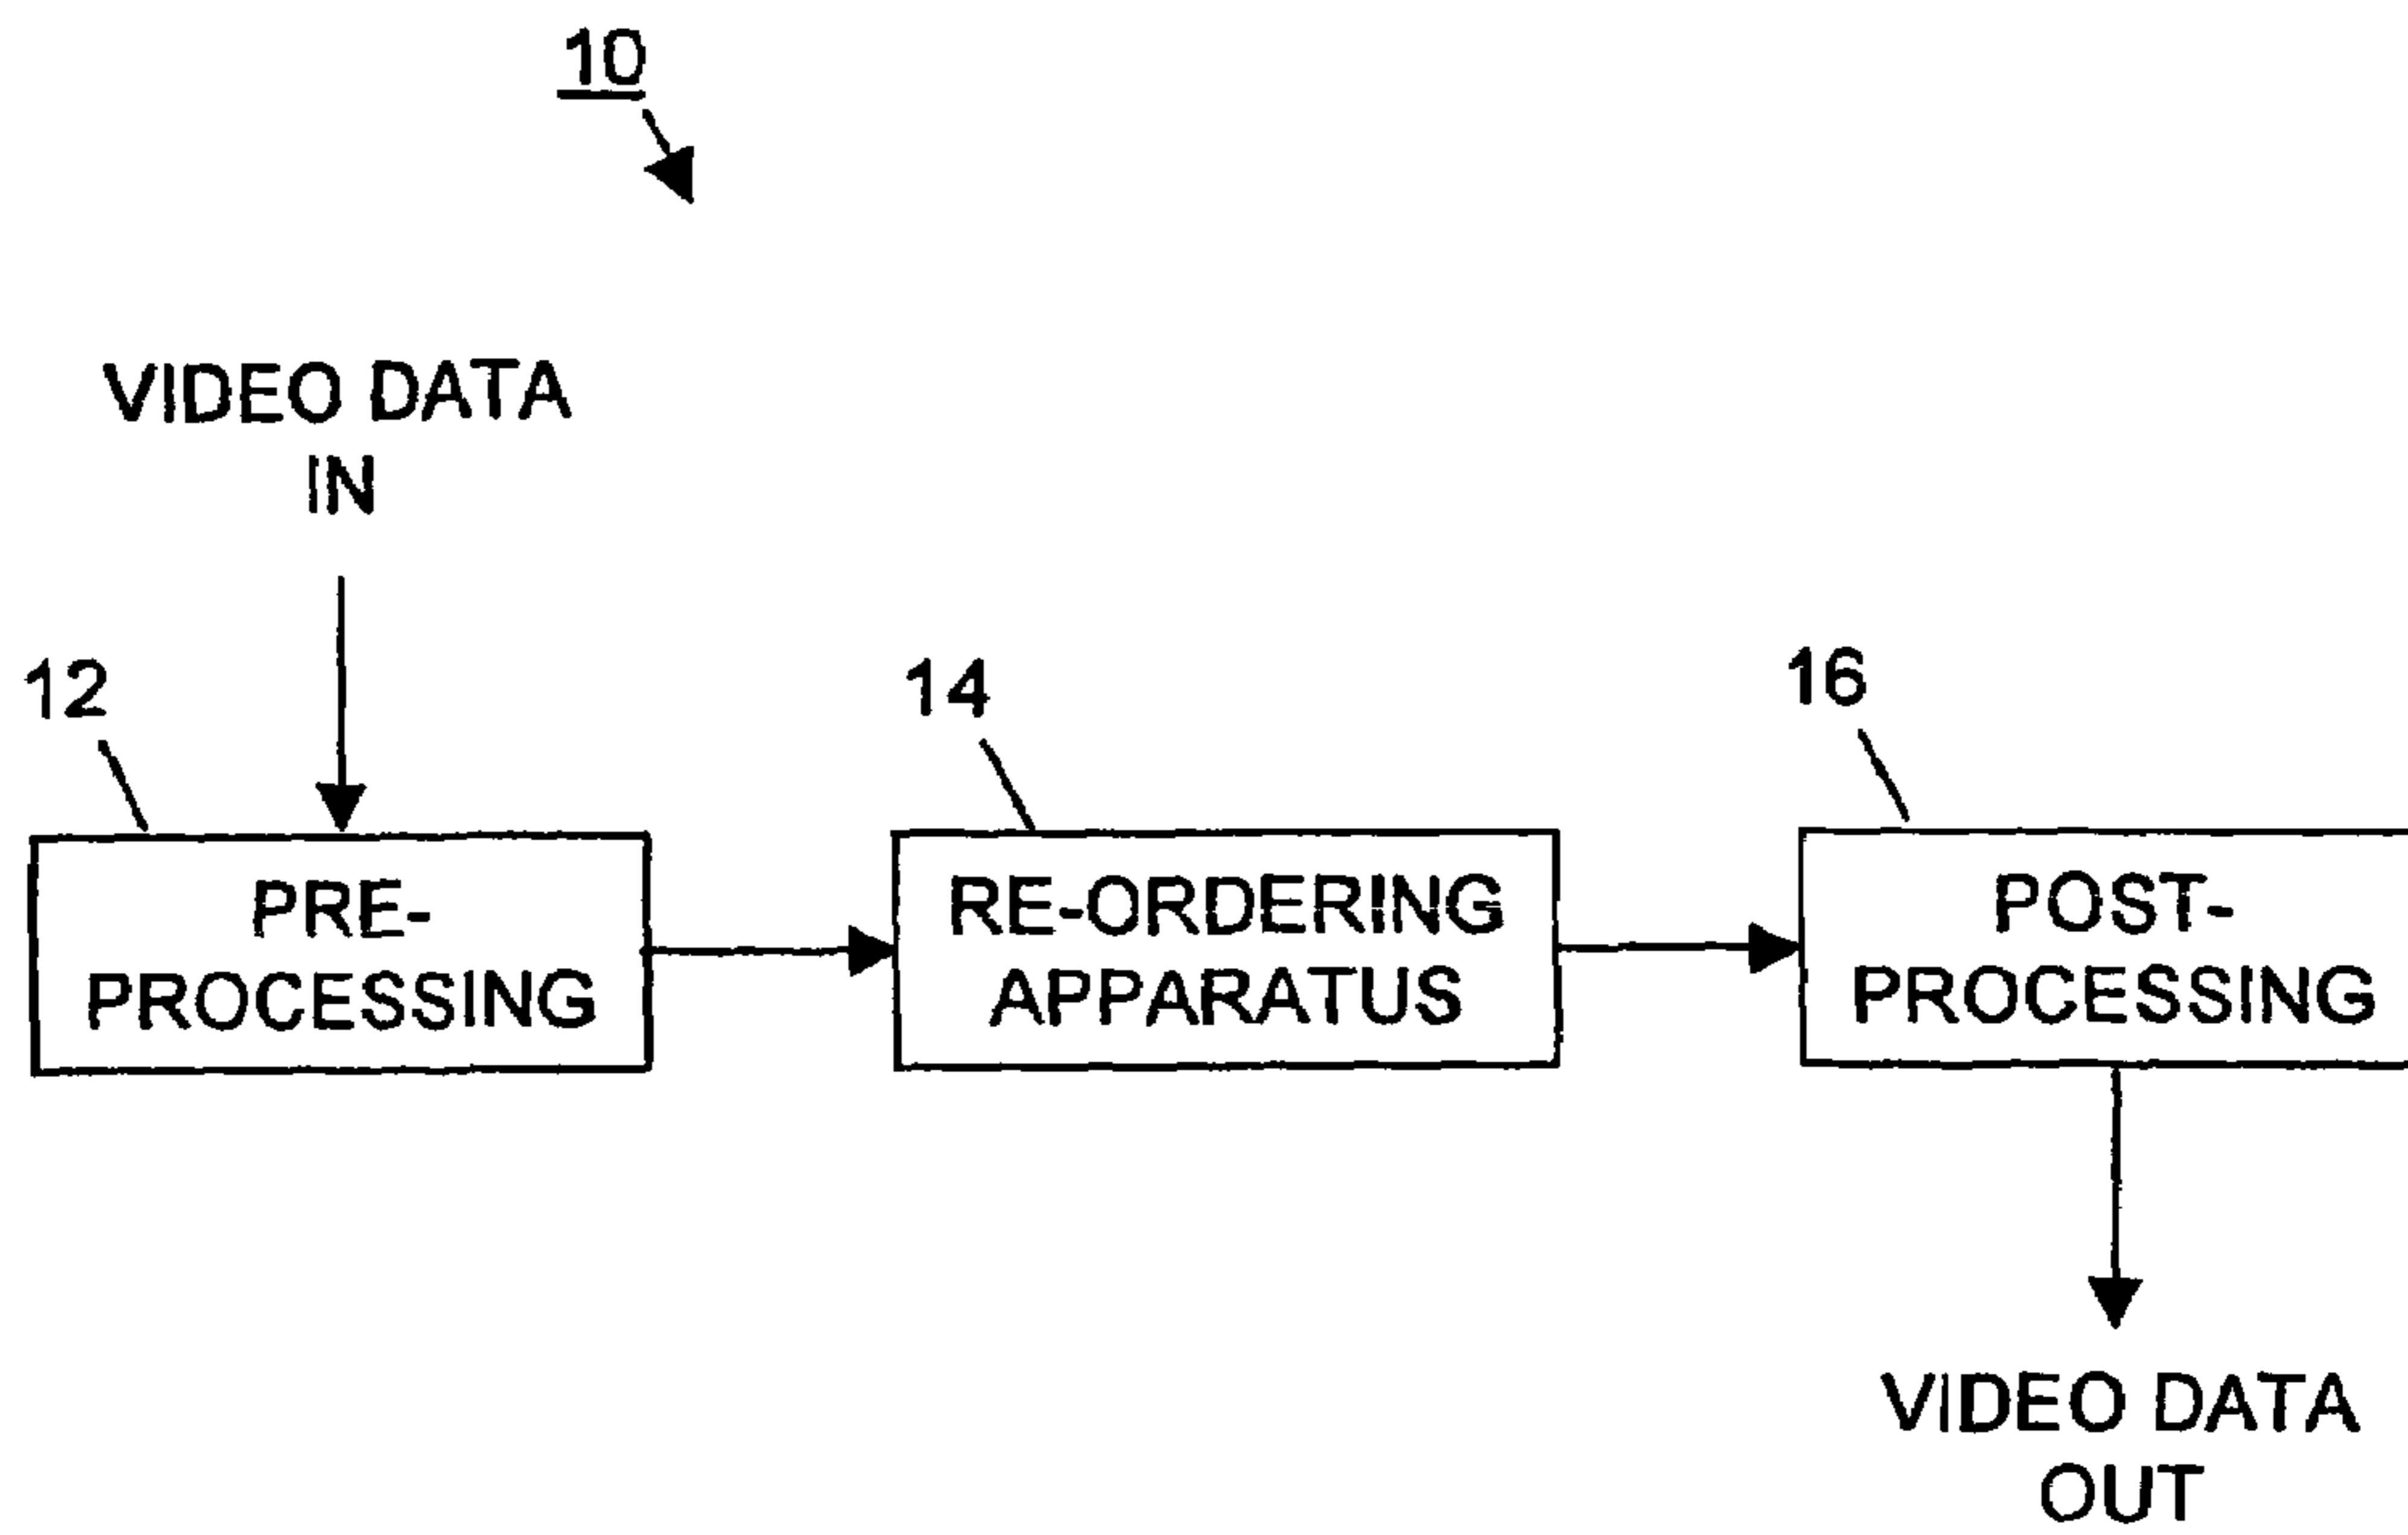 10
VIDEO DATA
IN
12
14
16
PRE-
PROCESSING
RE-ORDERING
APPARATUS
POST-
PROCESSING
VIDEO DATA
OUT